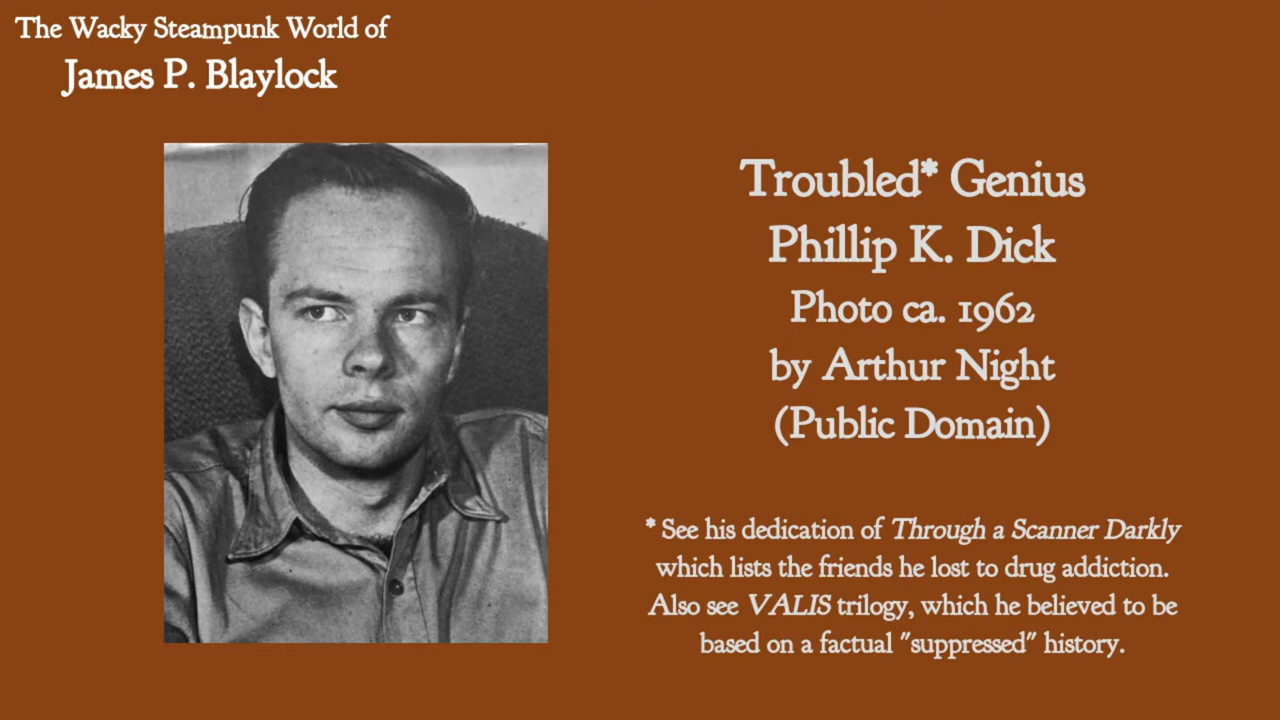 The Wacky Steampunk World of
James P. Blaylock
Troubled* Genius
Phillip K. Dick
Photo ca. 1962
by Arthur Night
(Public Domain)
* See his dedication of Through a Scanner Darkly
which lists the friends he lost to drug addiction.
Also see VALIS trilogy, which he believed to be
based on a factual "suppressed" history.